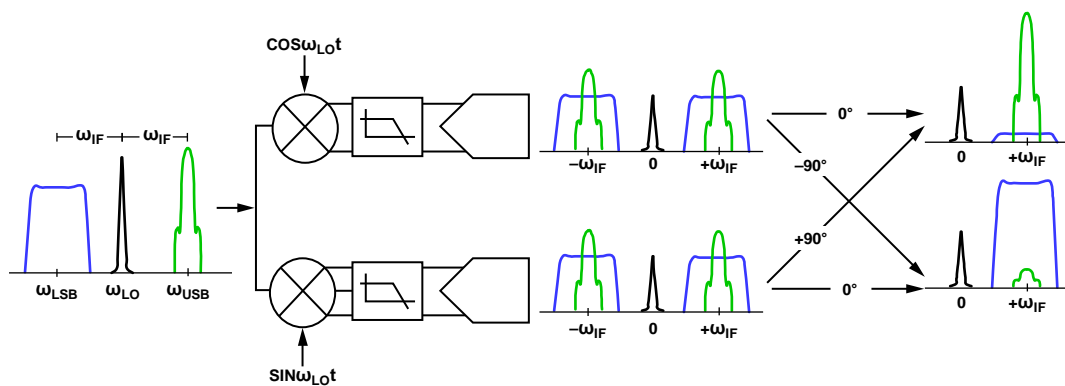 COSωLOt
ωIF ωIF
ωLSB ωLO ωUSB
–ωIF 0 +ωIF
0°
–90°
0 +ωIF
SINωLOt
–ωIF 0 +ωIF
+90°
0°
0 +ωIF